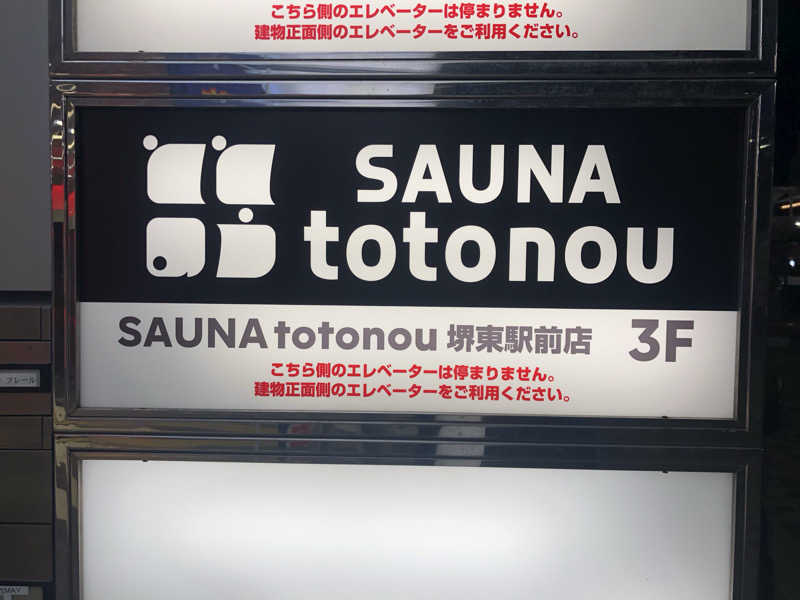 こちら側のエレベーターは停まりません。
建物正面側のエレベーターをご利用ください。
SAUNA
totonou
SAUNA totonou 堺東駅前店 3F
こちら側のエレベーターは停まりません。
建物正面側のエレベーターをご利用ください。
フレール